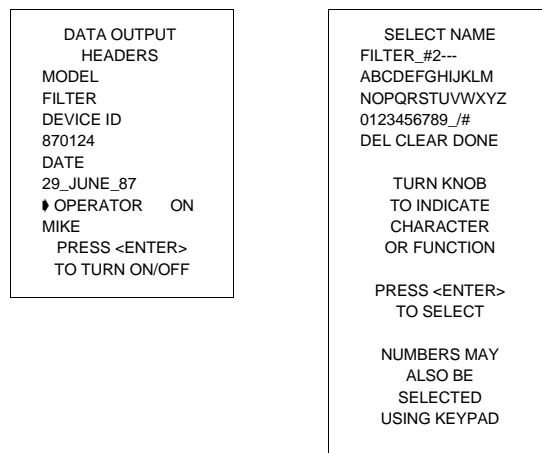 DATA OUTPUT
HEADERS
MODEL
FILTER
DEVICE ID
870124
DATE
29_JUNE_87
OPERATOR ON
MIKE
PRESS <ENTER>
TO TURN ON/OFF
SELECT NAME
FILTER_#2---
ABCDEFGHIJKLM
NOPQRSTUVWXYZ
0123456789_/#
DEL CLEAR DONE
TURN KNOB
TO INDICATE
CHARACTER
OR FUNCTION
PRESS <ENTER>
TO SELECT
NUMBERS MAY
ALSO BE
SELECTED
USING KEYPAD